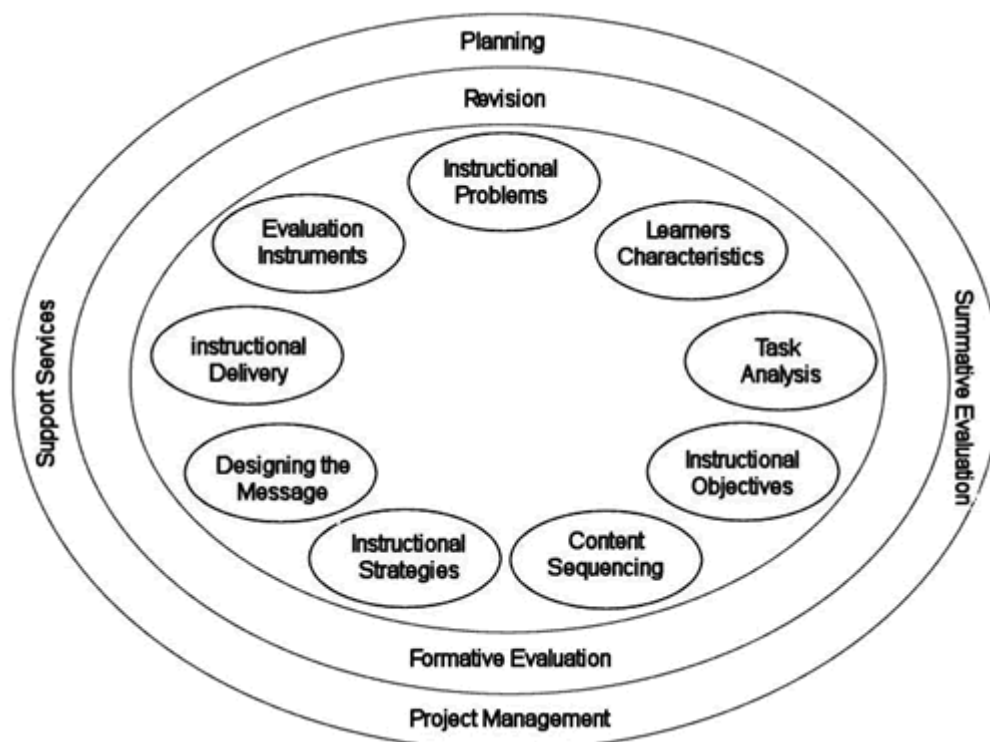 Planning
Revision
Instructional
Problems
Learners
Characteristics
Task
Analysis
Instructional
Objectives
Content
Sequencing
Instructional
Strategies
Designing the
Message
instructional
Delivery
Evaluation
Instruments
Support Services
Summative Evaluation
Formative Evaluation
Project Management